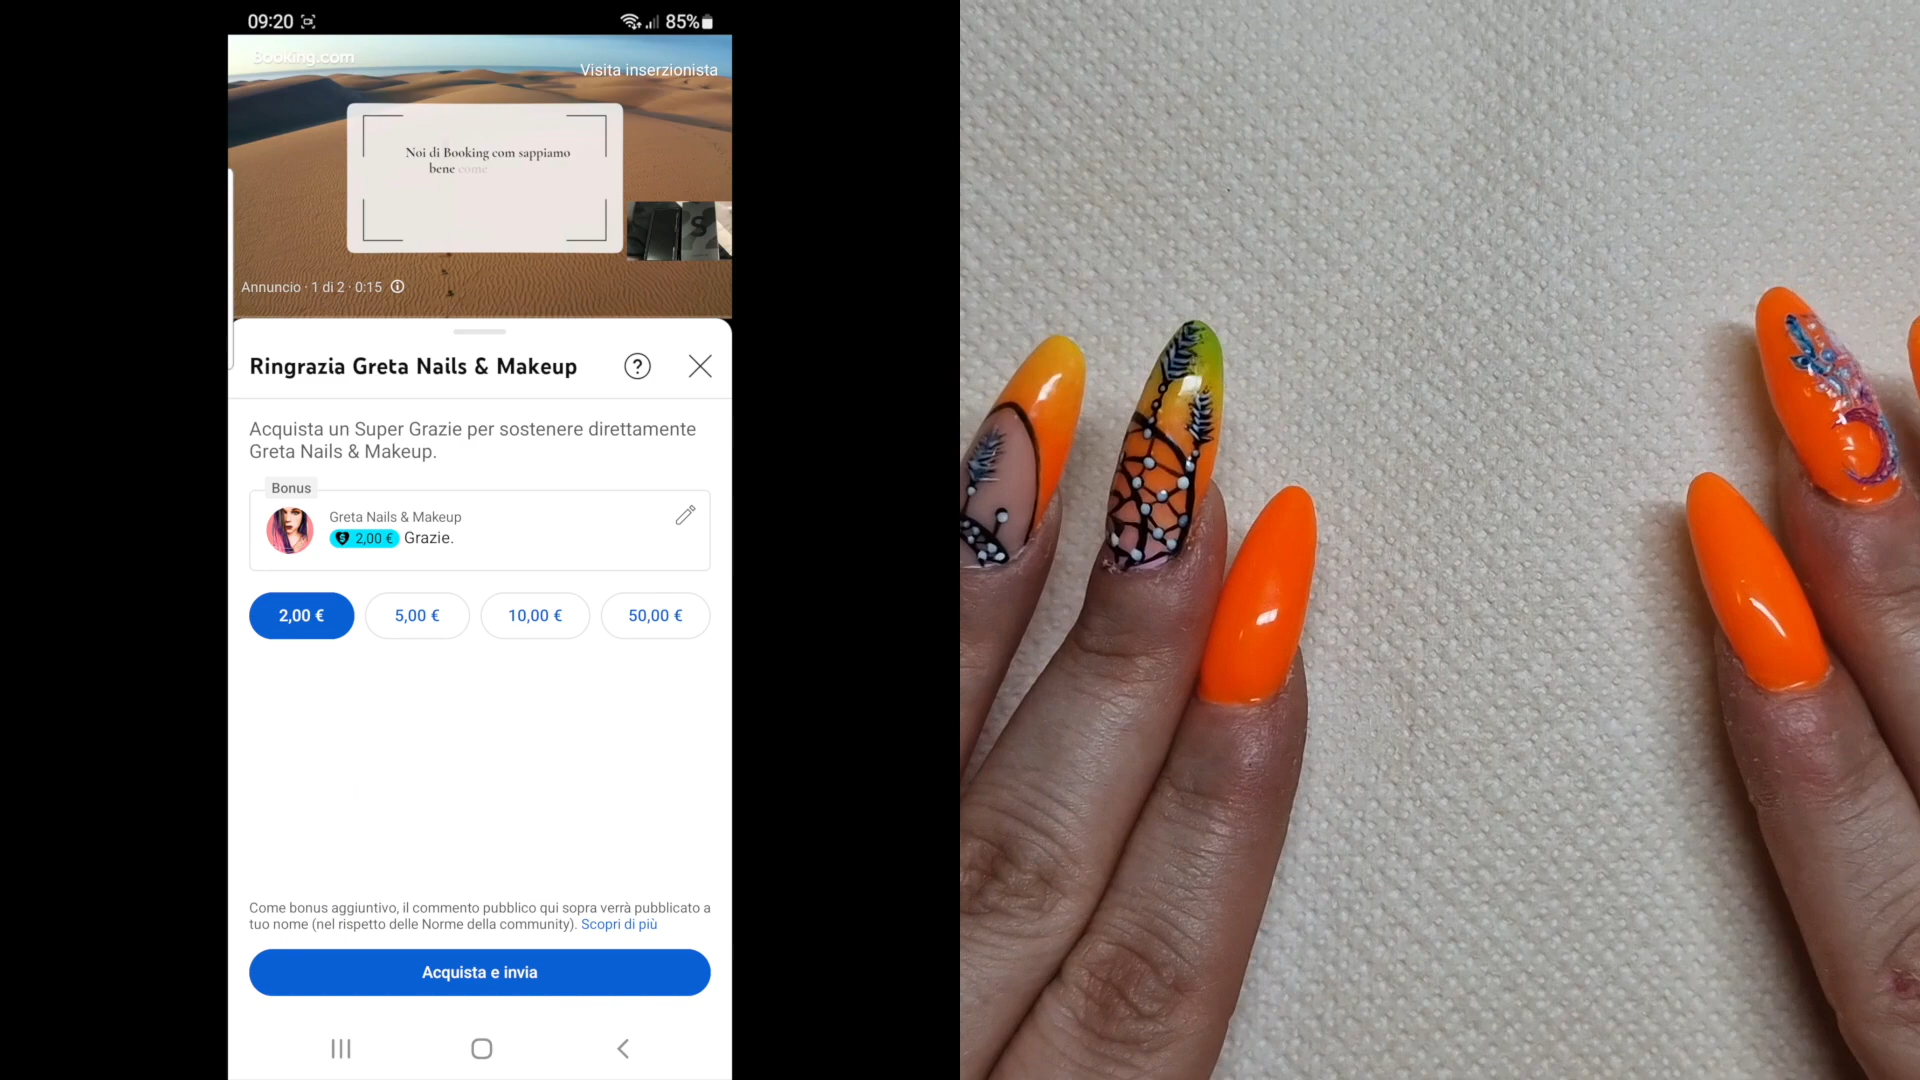 09:20
85%
Booking.com
Visita inserzionista
Noi di Booking com sappiamo
bene come
S
Annuncio · 1 di 2 · 0:15
Ringrazia Greta Nails & Makeup
Acquista un Super Grazie per sostenere direttamente
Greta Nails & Makeup.
Bonus
Greta Nails & Makeup
2,00 € Grazie.
2,00 €
5,00 €
10,00 €
50,00 €
Come bonus aggiuntivo, il commento pubblico qui sopra verrà pubblicato a
tuo nome (nel rispetto delle Norme della community). Scopri di più
Acquista e invia